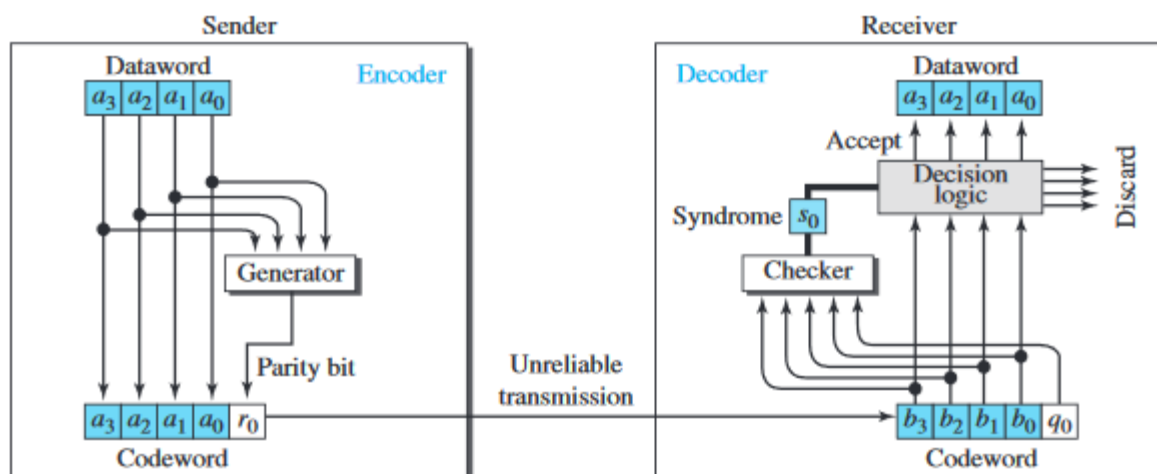 Sender
Dataword
Encoder
a3 a2 a1 a0
Generator
Parity bit
a3 a2 a1 a0 r0
Codeword
Unreliable
transmission
Receiver
Decoder
Dataword
a3 a2 a1 a0
Accept
Decision
logic
Discard
Syndrome
s0
Checker
b3 b2 b1 b0 q0
Codeword